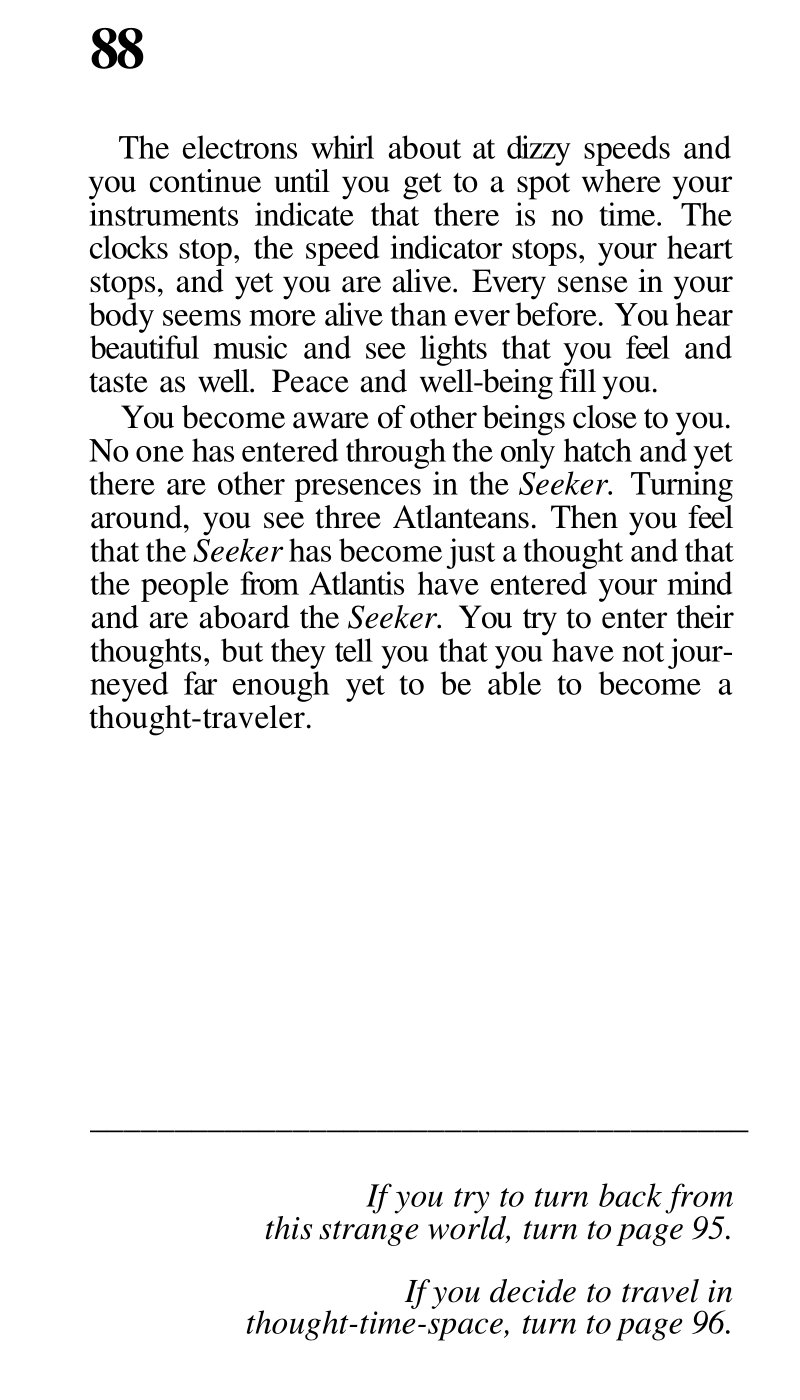 88
The electrons whirl about at dizzy speeds and
you continue until you get to a spot where your
instruments indicate that there is no time. The
clocks stop, the speed indicator stops, your heart
stops, and yet you are alive. Every sense in your
body seems more alive than ever before. You hear
beautiful music and see lights that you feel and
taste as well. Peace and well-being fill you.
You become aware of other beings close to you.
No one has entered through the only hatch and yet
there are other presences in the Seeker. Turning
around, you see three Atlanteans. Then you feel
that the Seeker has become just a thought and that
the people from Atlantis have entered your mind
and are aboard the Seeker. You try to enter their
thoughts, but they tell you that you have not jour-
neyed far enough yet to be able to become a
thought-traveler.
If you try to turn back from
this strange world, turn to page 95.
If you decide to travel in
thought-time-space, turn to page 96.